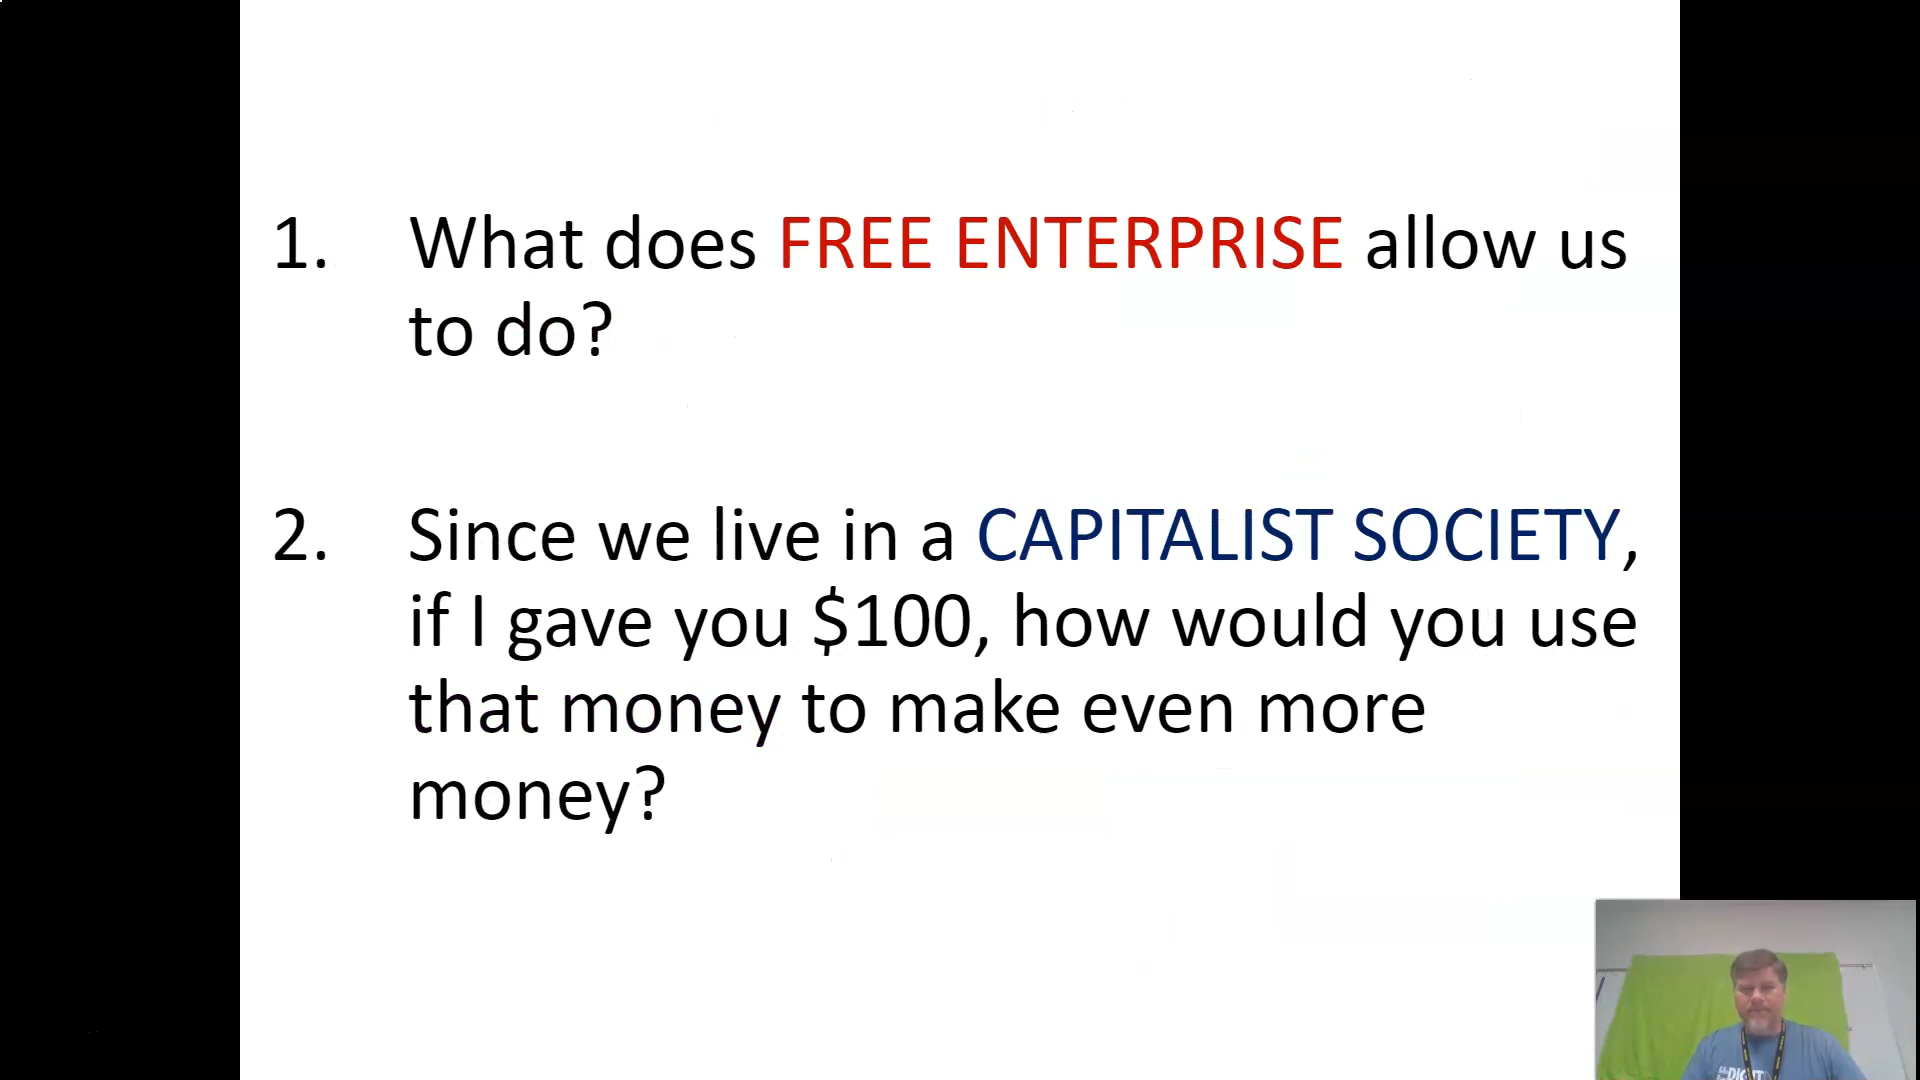 1. What does FREE ENTERPRISE allow us
to do?
2. Since we live in a CAPITALIST SOCIETY,
if I gave you $100, how would you use
that money to make even more
money?